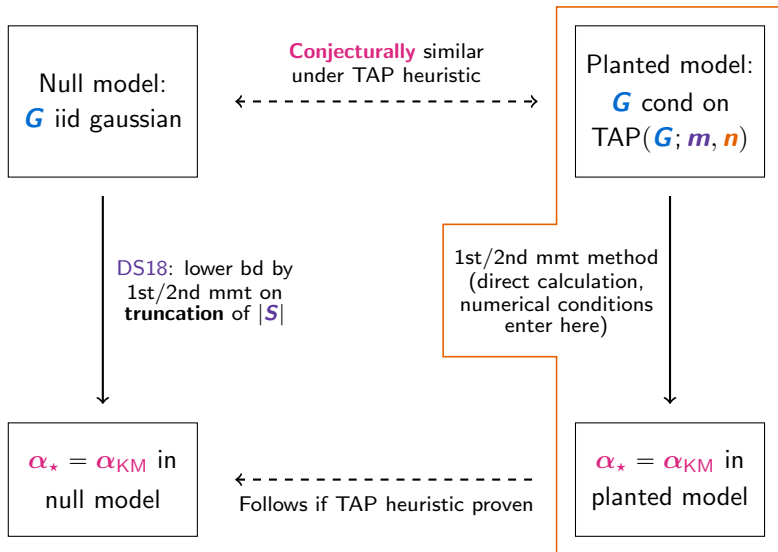 Null model:
G iid gaussian
Conjecturally similar
under TAP heuristic
Planted model:
G cond on
TAP(G; m, n)
DS18: lower bd by
1st/2nd mmt on
truncation of |S|
1st/2nd mmt method
(direct calculation,
numerical conditions
enter here)
α⋆ = αKM in
null model
Follows if TAP heuristic proven
α⋆ = αKM in
planted model